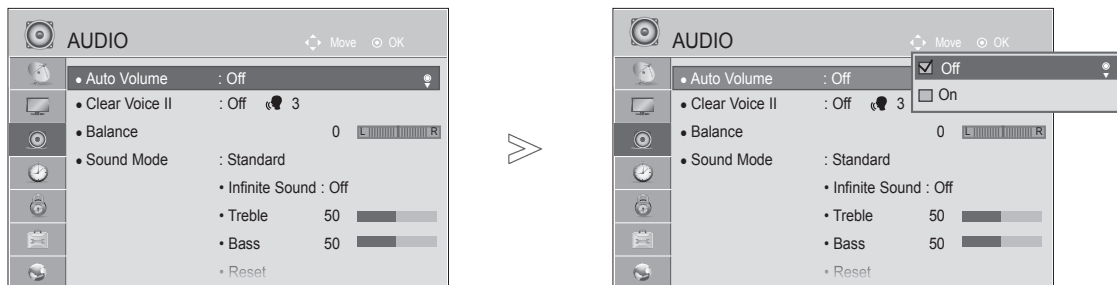 AUDIO Move OK
• Auto Volume : Off
• Clear Voice II : Off 3
• Balance 0 L R
• Sound Mode : Standard
• Infinite Sound : Off
• Treble 50
• Bass 50
• Reset
AUDIO Move OK
• Auto Volume : Off
Off
On
• Clear Voice II : Off 3
• Balance 0 L R
• Sound Mode : Standard
• Infinite Sound : Off
• Treble 50
• Bass 50
• Reset